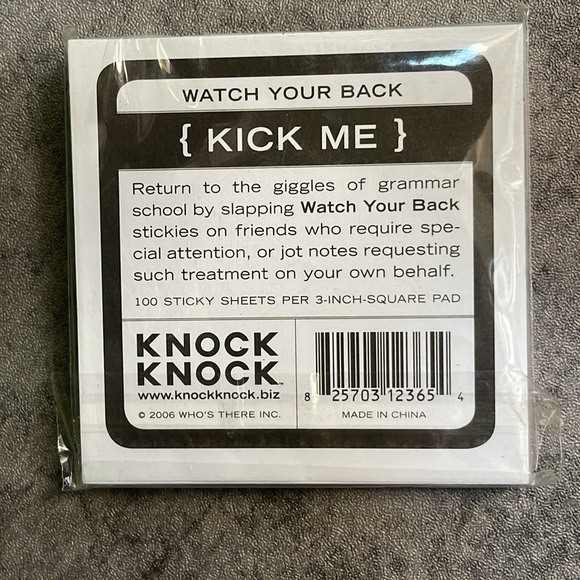 WATCH YOUR BACK
{ KICK ME }
Return to the giggles of grammar
school by slapping Watch Your Back
stickies on friends who require spe-
cial attention, or jot notes requesting
such treatment on your own behalf.
100 STICKY SHEETS PER 3-INCH-SQUARE PAD
KNOCK
KNOCK™
www.knockknock.biz
© 2006 WHO'S THERE INC.
8 25703 12365 4
MADE IN CHINA